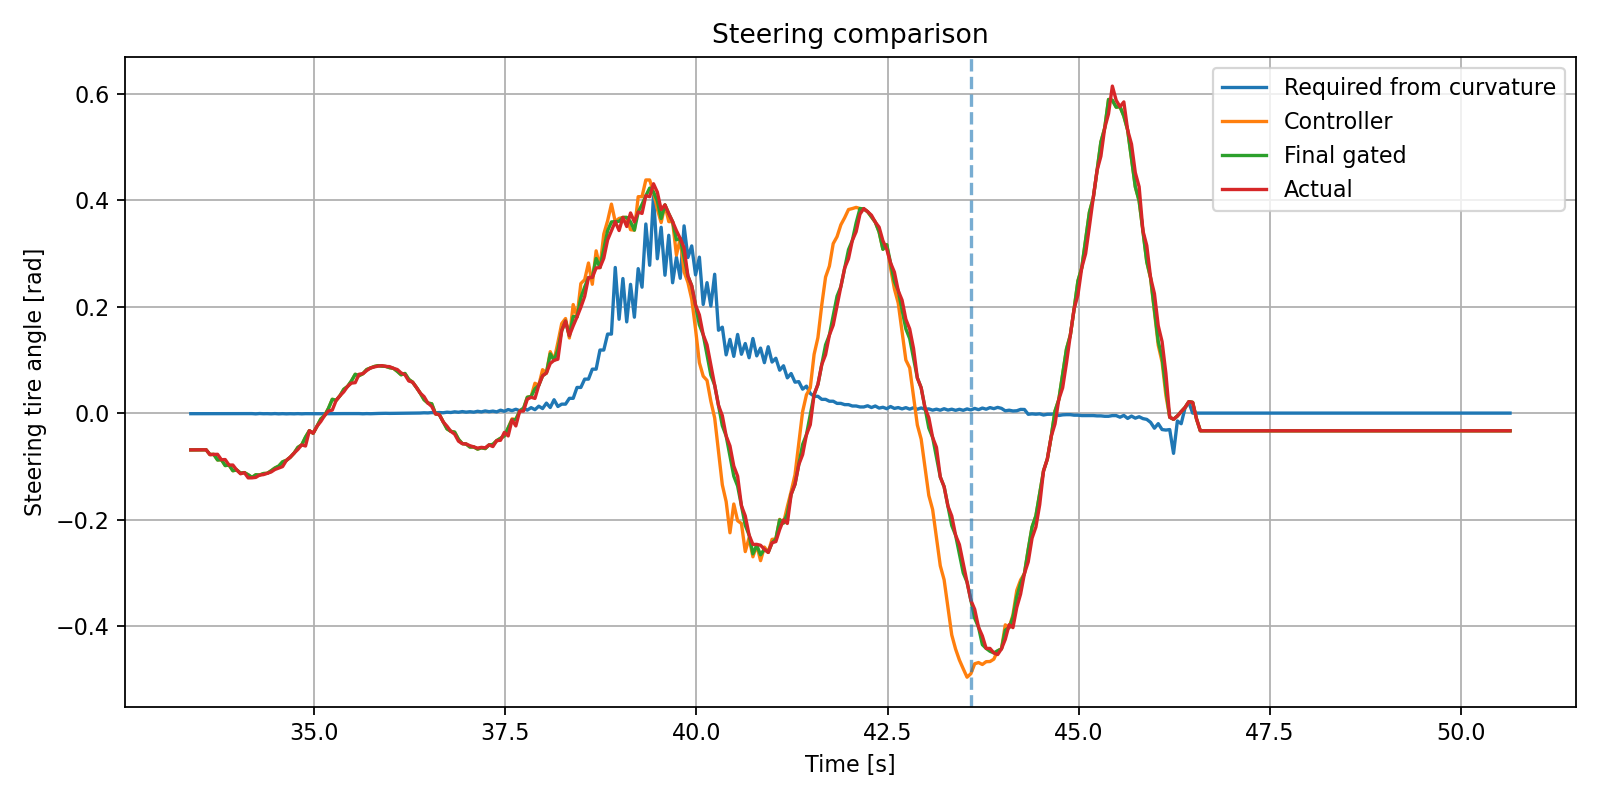 Steering comparison
Required from curvature
Controller
Final gated
Actual
Steering tire angle [rad]
0.6
0.4
0.2
0.0
−0.2
−0.4
35.0 37.5 40.0 42.5 45.0 47.5 50.0
Time [s]